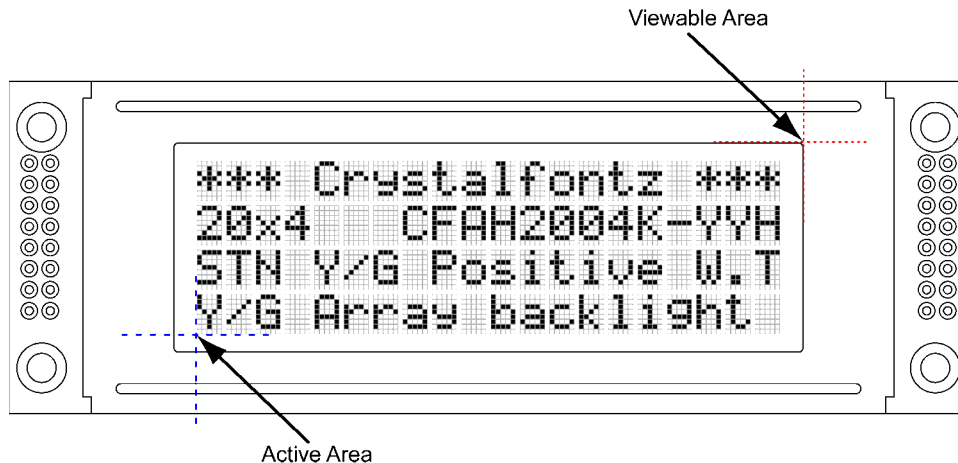 Viewable Area
*** Crystalfontz ***
20x4   CFAH2004K-YYH
STN Y/G Positive W.T
Y/G Array backlight
Active Area